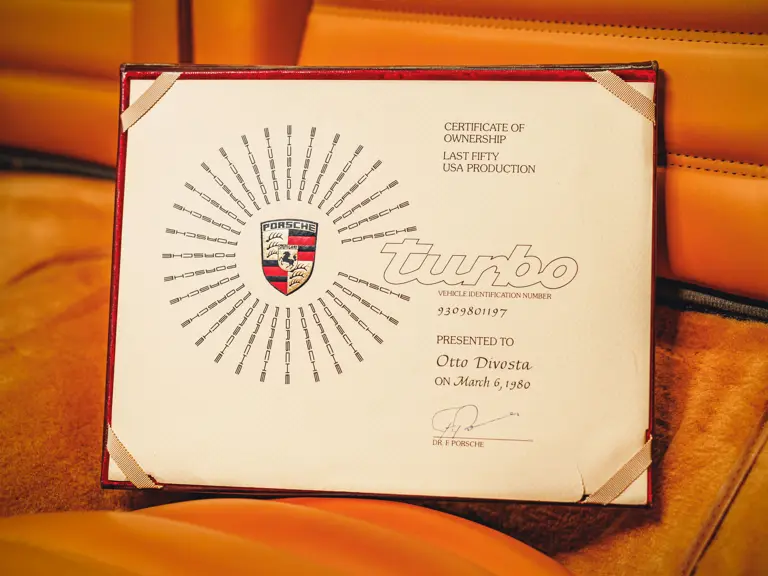 CERTIFICATE OF
OWNERSHIP
LAST FIFTY
USA PRODUCTION
PORSCHE
turbo
VEHICLE IDENTIFICATION NUMBER
9309801197
PRESENTED TO
Otto Divosta
ON March 6, 1980
DR. F. PORSCHE